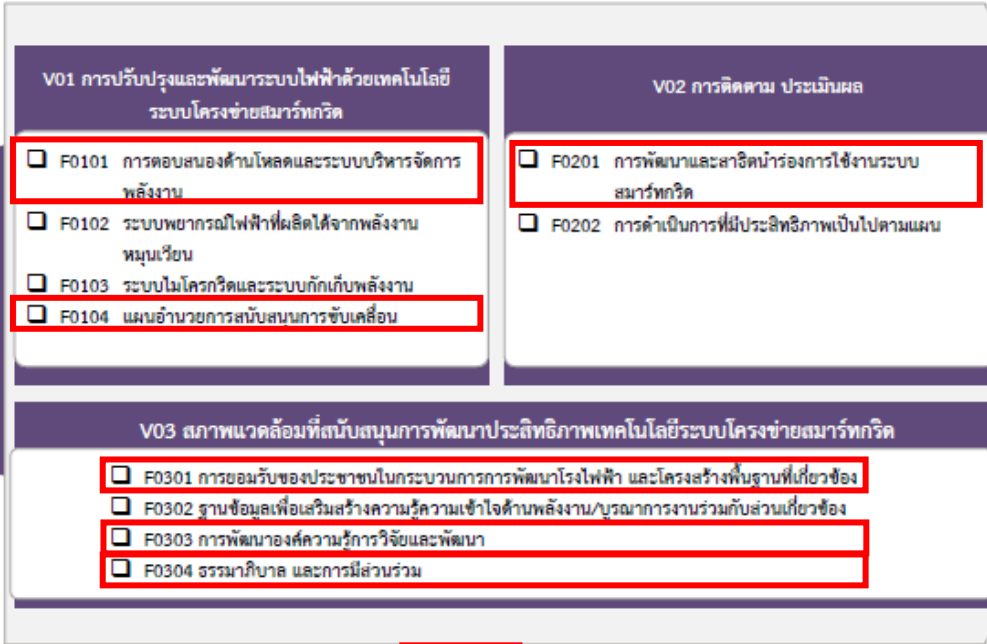 V01 การปรับปรุงและพัฒนาระบบไฟฟ้าด้วยเทคโนโลยี
ระบบโครงข่ายสมาร์ทกริด
F0101 การตอบสนองด้านโหลดและระบบบริหารจัดการ
พลังงาน
F0102 ระบบพยากรณ์ไฟฟ้าที่ผลิตได้จากพลังงาน
หมุนเวียน
F0103 ระบบไมโครกริดและระบบกักเก็บพลังงาน
F0104 แผนอำนวยการสนับสนุนการขับเคลื่อน
V02 การติดตาม ประเมินผล
F0201 การพัฒนาและสาธิตนำร่องการใช้งานระบบ
สมาร์ทกริด
F0202 การดำเนินการที่มีประสิทธิภาพเป็นไปตามแผน
V03 สภาพแวดล้อมที่สนับสนุนการพัฒนาประสิทธิภาพเทคโนโลยีระบบโครงข่ายสมาร์ทกริด
F0301 การยอมรับของประชาชนในกระบวนการการพัฒนาโรงไฟฟ้า และโครงสร้างพื้นฐานที่เกี่ยวข้อง
F0302 ฐานข้อมูลเพื่อเสริมสร้างความรู้ความเข้าใจด้านพลังงาน/บูรณาการงานร่วมกับส่วนเกี่ยวข้อง
F0303 การพัฒนาองค์ความรู้การวิจัยและพัฒนา
F0304 ธรรมาภิบาล และการมีส่วนร่วม